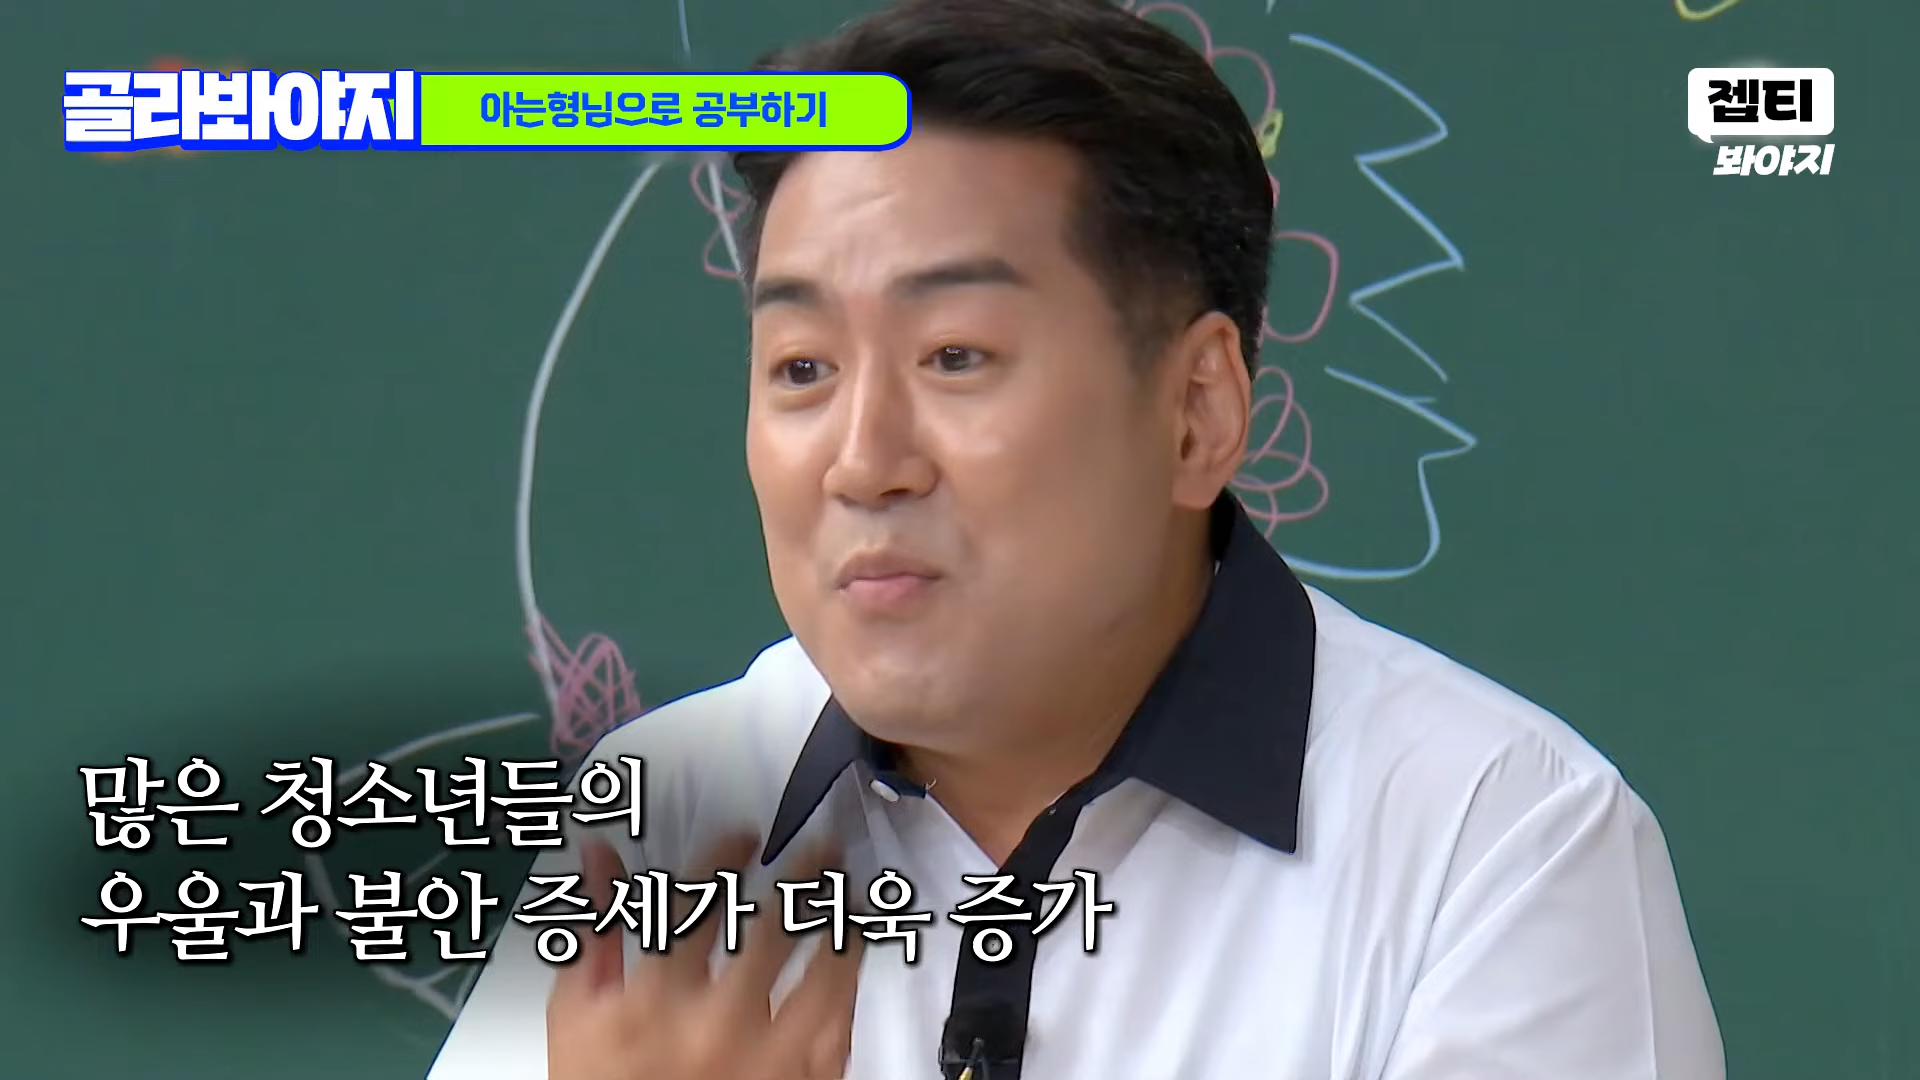 골라봐야지
아는형님으로 공부하기
젭티
봐야지
많은 청소년들의
우울과 불안 증세가 더욱 증가